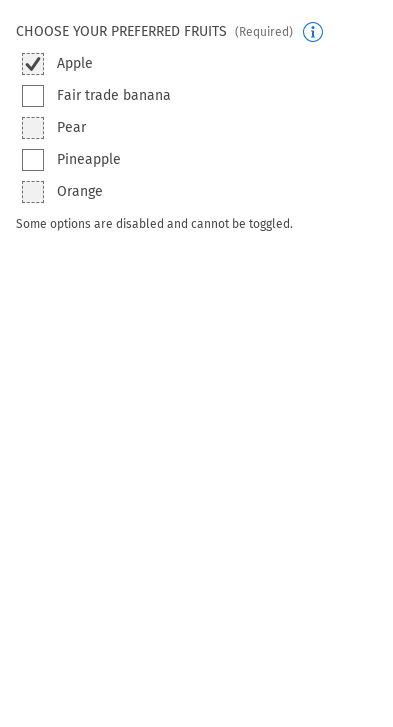 CHOOSE YOUR PREFERRED FRUITS (Required)
Apple
Fair trade banana
Pear
Pineapple
Orange
Some options are disabled and cannot be toggled.